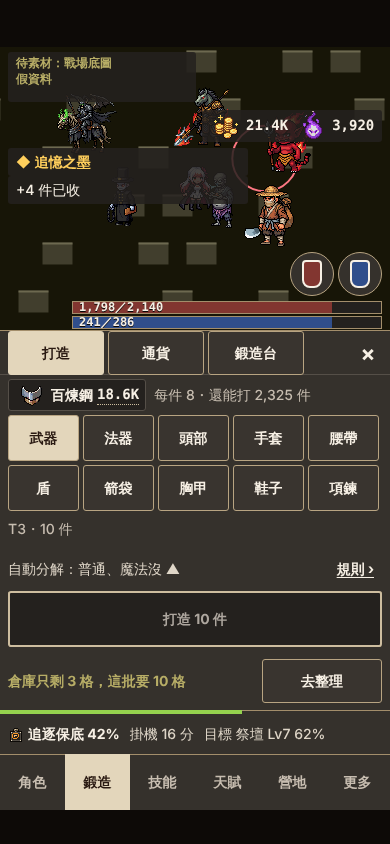 待素材：戰場底圖
假資料
21.4K 3,920
◆ 追憶之墨
+4 件已收
1,798／2,140
241／286
打造 通貨 鍛造台 ×
百煉鋼 18.6K 每件 8・還能打 2,325 件
武器 法器 頭部 手套 腰帶
盾 箭袋 胸甲 鞋子 項鍊
T3・10 件
自動分解：普通、魔法沒 ▲ 規則 ›
打造 10 件
倉庫只剩 3 格，這批要 10 格 去整理
追逐保底 42% 掛機 16 分 目標 祭壇 Lv7 62%
角色 鍛造 技能 天賦 營地 更多